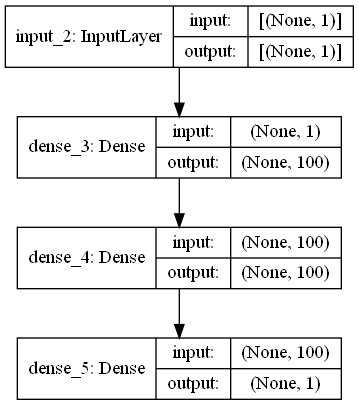 input_2: InputLayer
input: [(None, 1)]
output: [(None, 1)]
dense_3: Dense
input: (None, 1)
output: (None, 100)
dense_4: Dense
input: (None, 100)
output: (None, 100)
dense_5: Dense
input: (None, 100)
output: (None, 1)